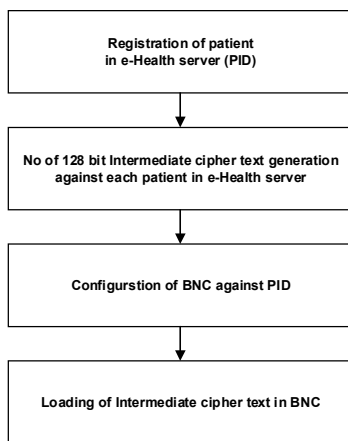 Registration of patient
in e-Health server (PID)
No of 128 bit Intermediate cipher text generation
against each patient in e-Health server
Configurstion of BNC against PID
Loading of Intermediate cipher text in BNC